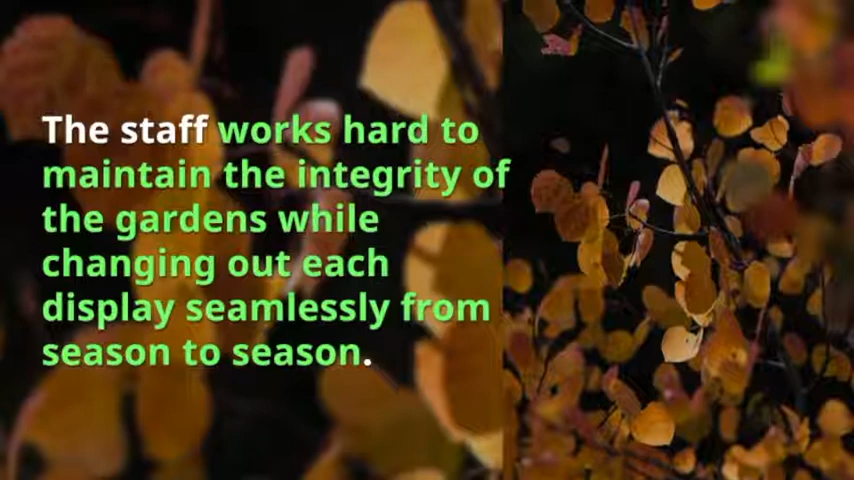 The staff works hard to
maintain the integrity of
the gardens while
changing out each
display seamlessly from
season to season.